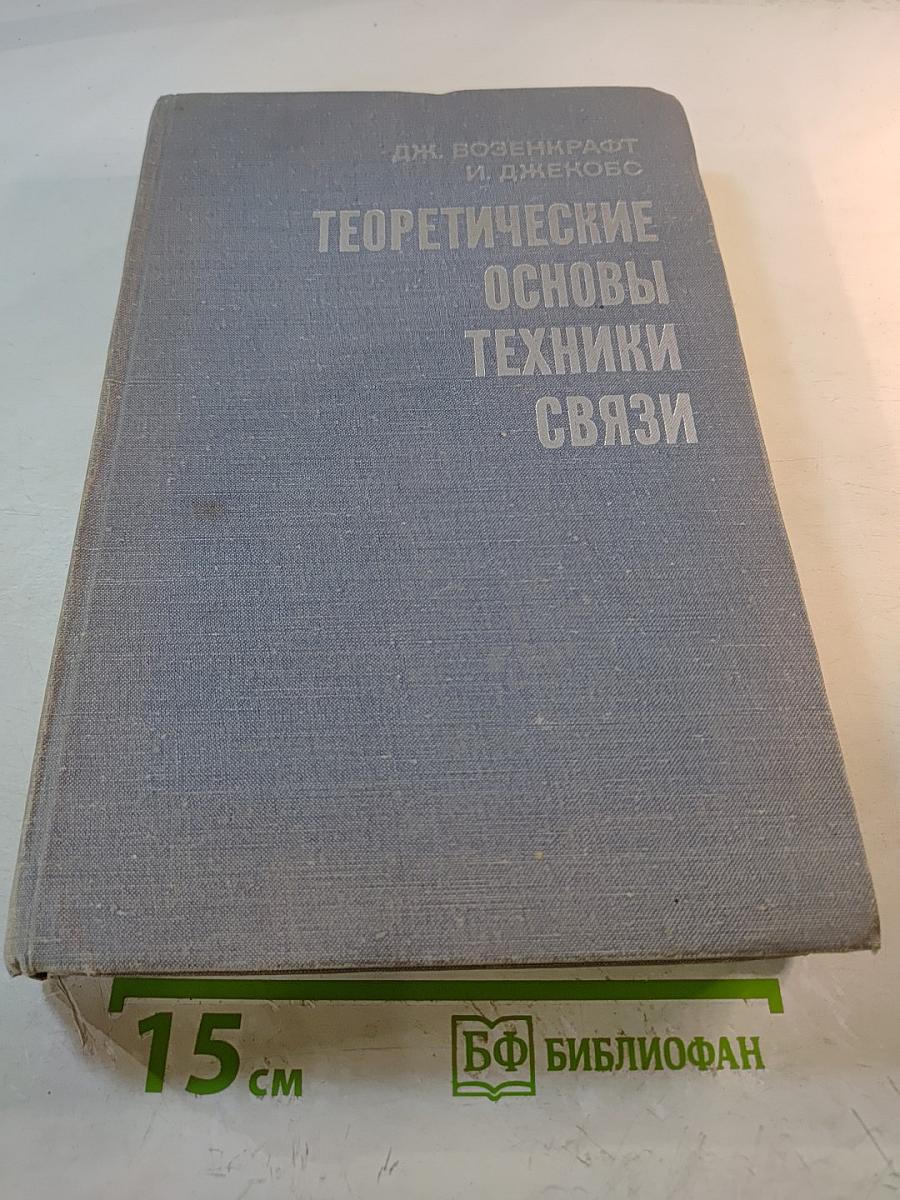 ДЖ. ВОЗЕНКРАФТ
И. ДЖЕКОБС
ТЕОРЕТИЧЕСКИЕ
ОСНОВЫ
ТЕХНИКИ
СВЯЗИ
15 см
БФ БИБЛИОФАН